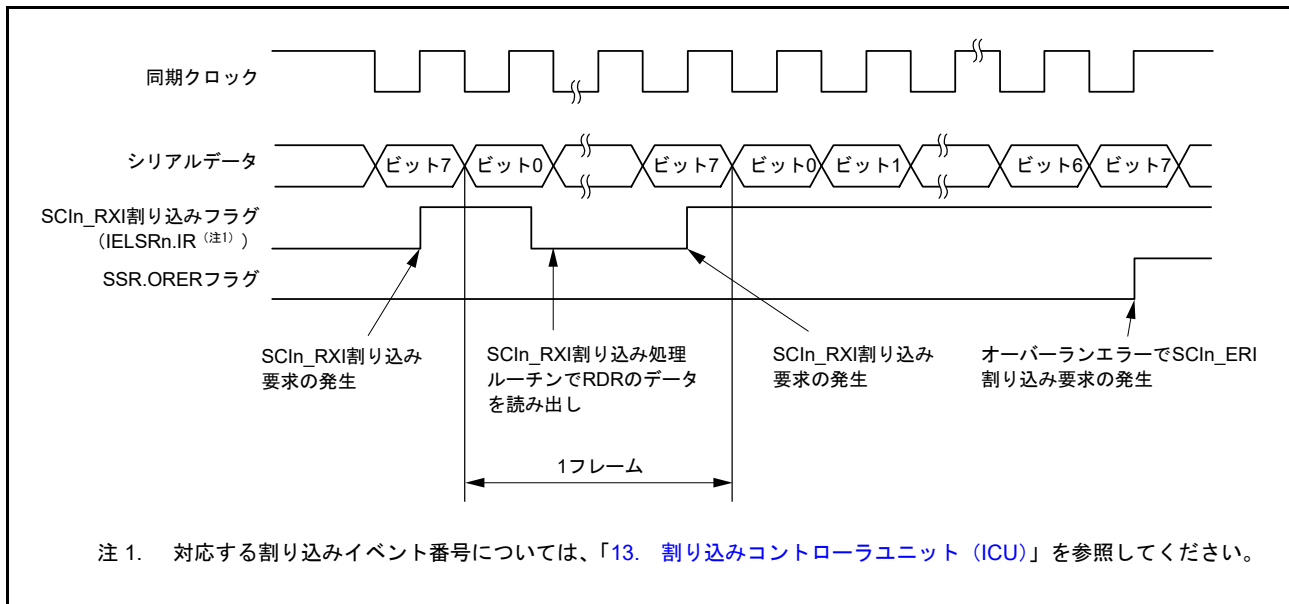 同期クロック
シリアルデータ
ビット7 ビット0 ビット7 ビット0 ビット1 ビット6 ビット7
SCIn_RXI割り込みフラグ
（IELSRn.IR（注1））
SSR.ORERフラグ
SCIn_RXI割り込み
要求の発生
SCIn_RXI割り込み処理
ルーチンでRDRのデータ
を読み出し
SCIn_RXI割り込み
要求の発生
オーバーランエラーでSCIn_ERI
割り込み要求の発生
1フレーム
注 1. 対応する割り込みイベント番号については、「13. 割り込みコントローラユニット（ICU）」を参照してください。